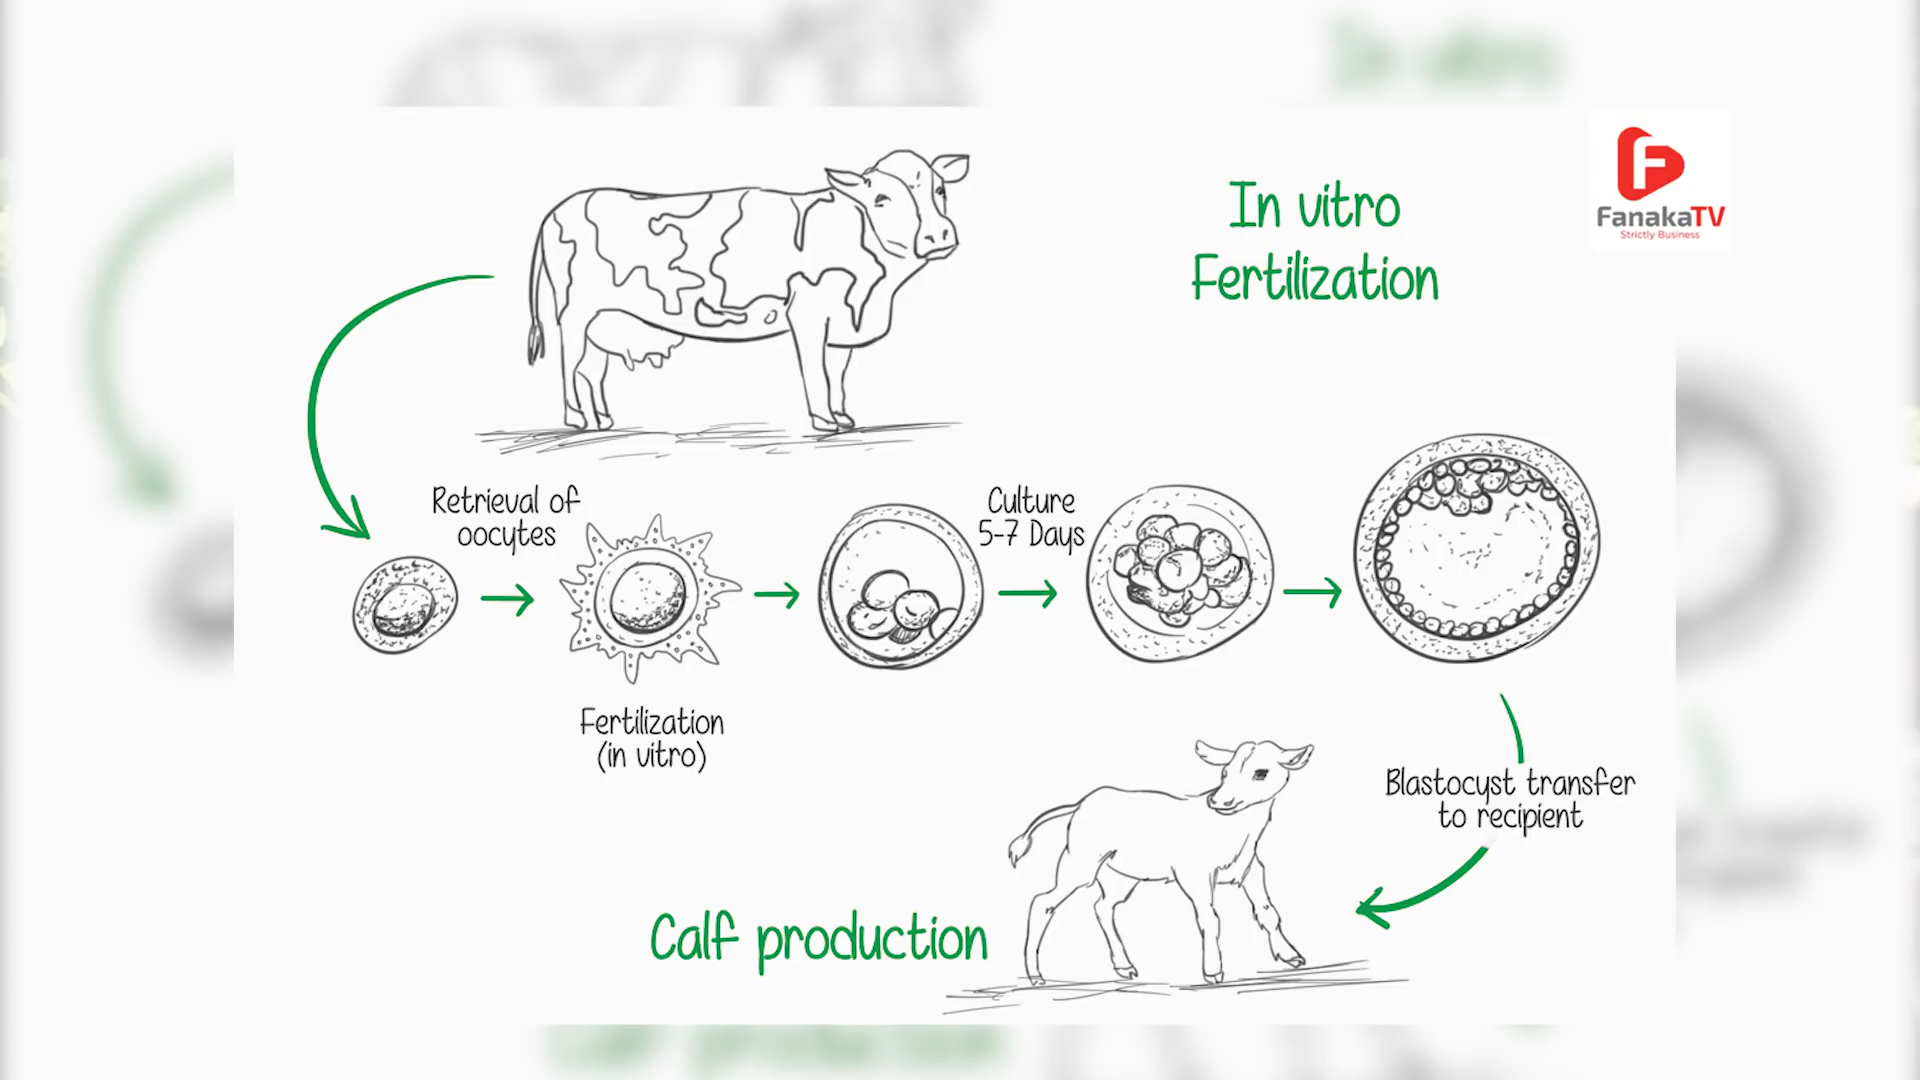 In vitro
Fertilization
F
FanakaTV
Strictly Business
Retrieval of
oocytes
Culture
5-7 Days
Fertilization
(in vitro)
Blastocyst transfer
to recipient
Calf production